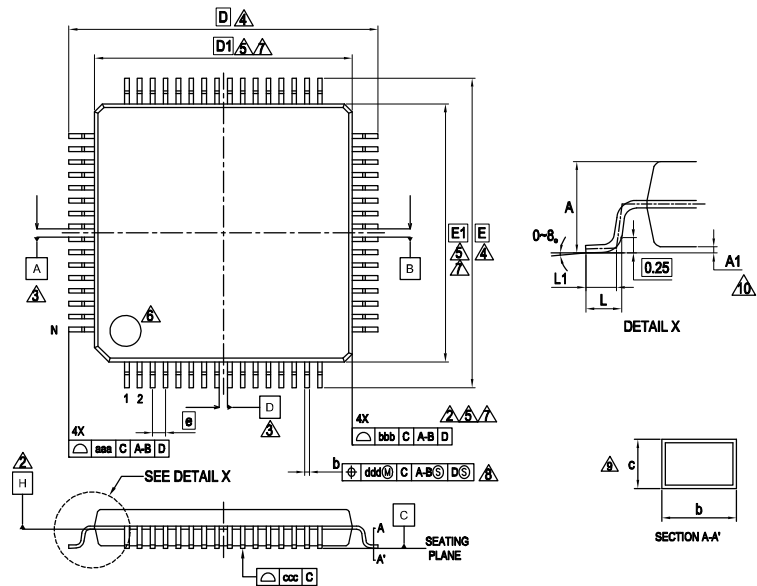 D 4
D1 5 7
E1 5 7
E 4
A 3
B
6
N
1 2
e
D 3
4X
aaa C A-B D
4X
bbb C A-B D
2 5 7
b
ddd Ⓜ C A-B Ⓢ D Ⓢ 8
2
H
SEE DETAIL X
A
A'
C
SEATING
PLANE
ccc C
A
0~8°
L1
L
0.25
A1
10
DETAIL X
9
c
b
SECTION A-A'